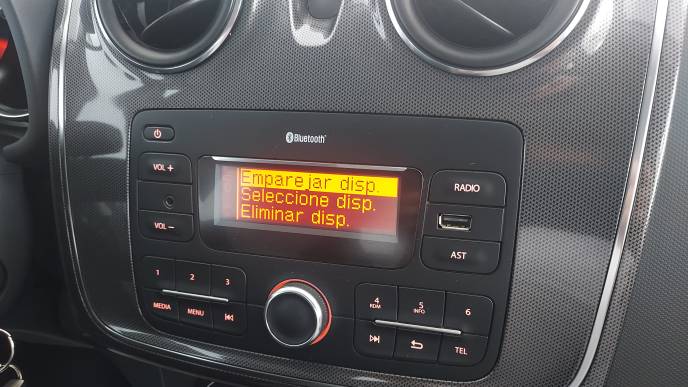 Bluetooth
VOL +
VOL −
Emparejar disp.
Seleccione disp.
Eliminar disp.
RADIO
AST
1
2
3
MEDIA
MENU
4
RDM
5
INFO
6
TEL